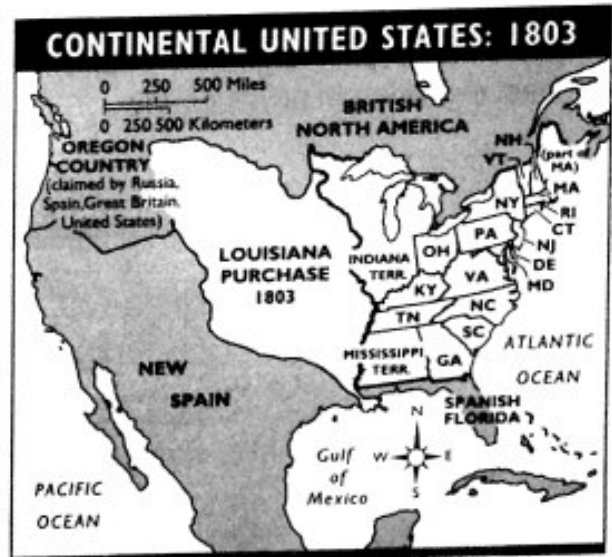 CONTINENTAL UNITED STATES: 1803
0 250 500 Miles
0 250 500 Kilometers
BRITISH
NORTH AMERICA
OREGON
COUNTRY
(claimed by Russia,
Spain, Great Britain,
United States)
NH
VT
(part of
MA)
MA
NY
RI
CT
PA
NJ
DE
MD
LOUISIANA
PURCHASE
1803
INDIANA
TERR.
OH
VA
KY
NC
TN
SC
MISSISSIPPI
TERR.
GA
ATLANTIC
OCEAN
NEW
SPAIN
SPANISH
FLORIDA
N
W
E
S
Gulf
of
Mexico
PACIFIC
OCEAN